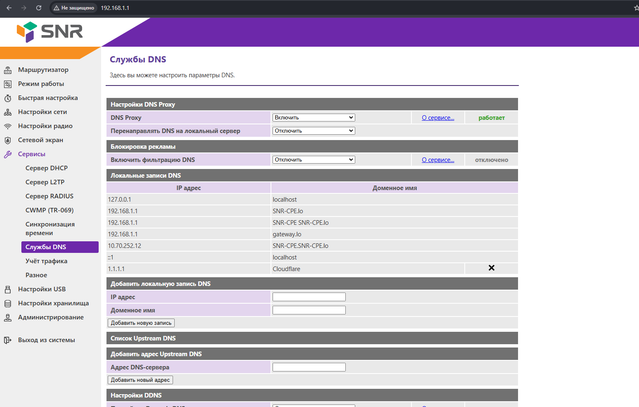 Не защищено 192.168.1.1
SNR
Маршрутизатор
Режим работы
Быстрая настройка
Настройки сети
Настройки радио
Сетевой экран
Сервисы
Сервер DHCP
Сервер L2TP
Сервер RADIUS
CWMP (TR-069)
Синхронизация
времени
Службы DNS
Учёт трафика
Разное
Настройки USB
Настройки хранилища
Администрирование
Выход из системы
Службы DNS
Здесь вы можете настроить параметры DNS.
Настройки DNS Proxy
DNS Proxy Включить О сервисе... работает
Перенаправлять DNS на локальный сервер Отключить
Блокировка рекламы
Включить фильтрацию DNS Отключить О сервисе... отключено
Локальные записи DNS
IP адрес Доменное имя
127.0.0.1 localhost
192.168.1.1 SNR-CPE.lo
192.168.1.1 SNR-CPE SNR-CPE.lo
192.168.1.1 gateway.lo
10.70.252.12 SNR-CPE.SNR-CPE.lo
::1 localhost
1.1.1.1 Cloudflare
Добавить локальную запись DNS
IP адрес
Доменное имя
Добавить новую запись
Список Upstream DNS
Добавить адрес Upstream DNS
Адрес DNS-сервера
Добавить новый адрес
Настройки DDNS